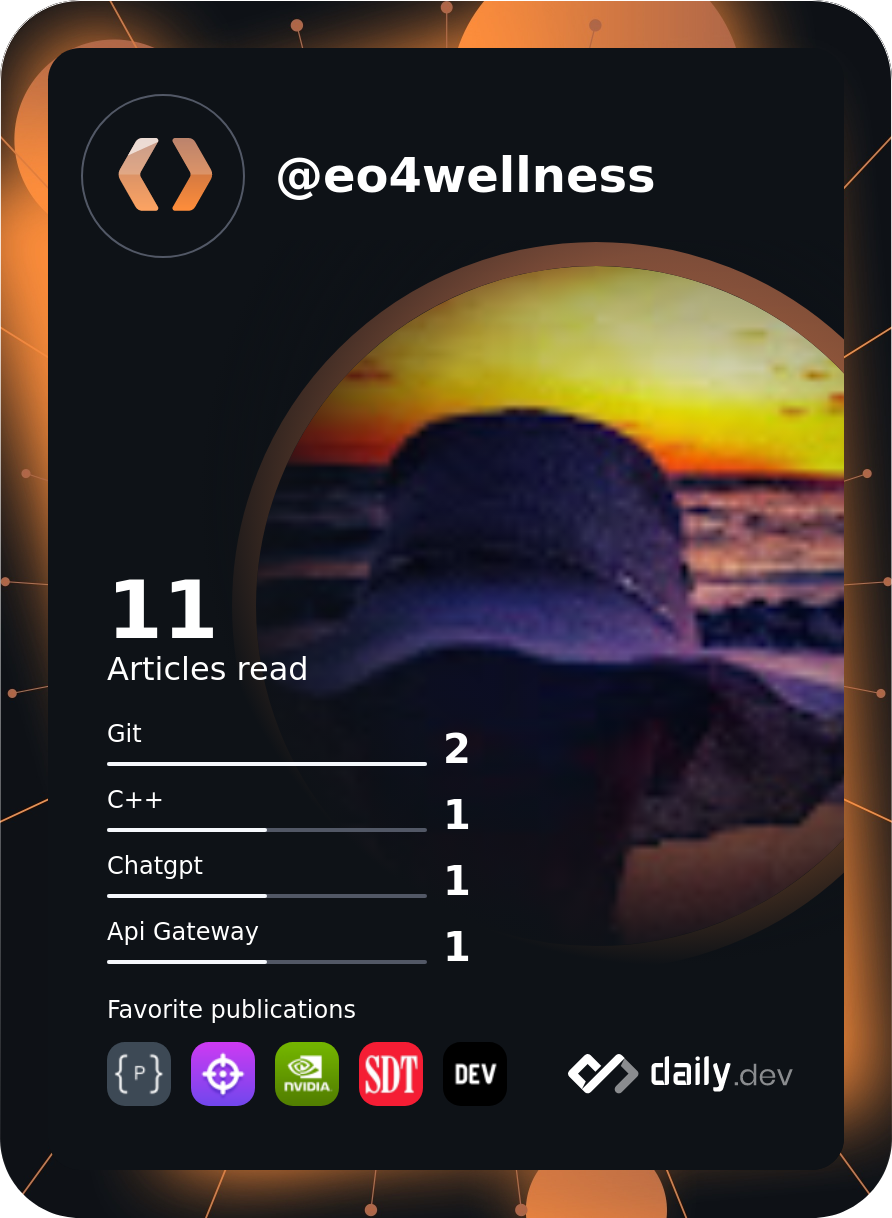 @eo4wellness
11
Articles read
Git
2
C++
1
Chatgpt
1
Api Gateway
1
Favorite publications
{P}
NVIDIA
SDT
DEV
daily.dev